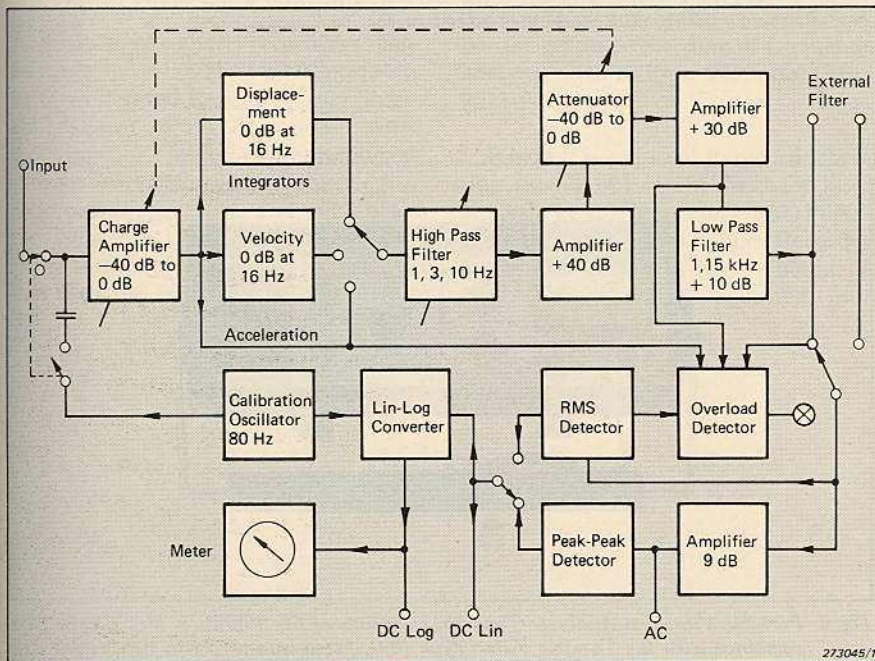 Displace-
ment
0 dB at
16 Hz
Attenuator
−40 dB to
0 dB
Amplifier
+ 30 dB
External
Filter
Input
Integrators
Charge
Amplifier
−40 dB to
0 dB
Velocity
0 dB at
16 Hz
High Pass
Filter
1, 3, 10 Hz
Amplifier
+ 40 dB
Low Pass
Filter
1,15 kHz
+ 10 dB
Acceleration
Calibration
Oscillator
80 Hz
Lin-Log
Converter
RMS
Detector
Overload
Detector
Meter
Peak-Peak
Detector
Amplifier
9 dB
DC Log
DC Lin
AC
273045/1